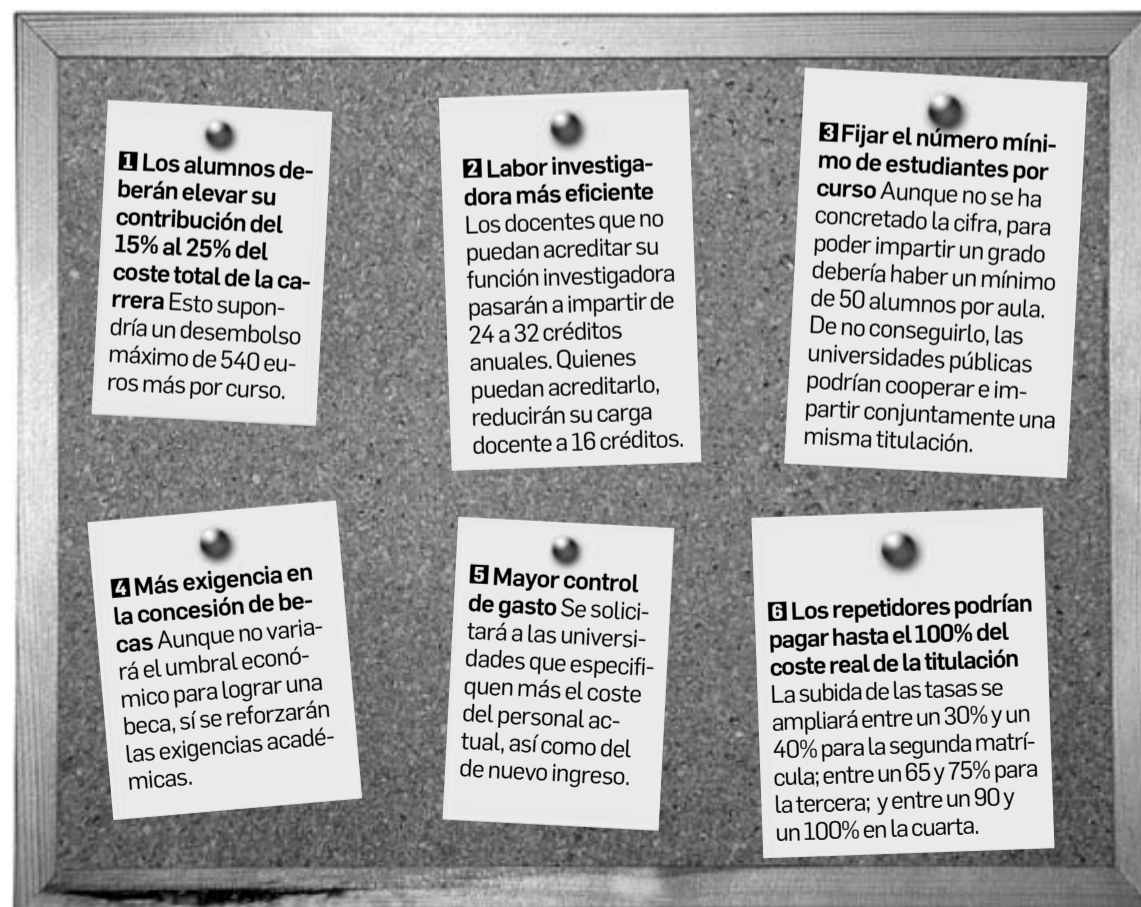 1 Los alumnos de-
berán elevar su
contribución del
15% al 25% del
coste total de la ca-
rrera Esto supon-
dría un desembolso
máximo de 540 eu-
ros más por curso.
2 Labor investiga-
dora más eficiente
Los docentes que no
puedan acreditar su
función investigadora
pasarán a impartir de
24 a 32 créditos
anuales. Quienes
puedan acreditarlo,
reducirán su carga
docente a 16 créditos.
3 Fijar el número míni-
mo de estudiantes por
curso Aunque no se ha
concretado la cifra, para
poder impartir un grado
debería haber un mínimo
de 50 alumnos por aula.
De no conseguirlo, las
universidades públicas
podrían cooperar e im-
partir conjuntamente una
misma titulación.
4 Más exigencia en
la concesión de be-
cas Aunque no varia-
rá el umbral econó-
mico para lograr una
beca, sí se reforzarán
las exigencias acadé-
micas.
5 Mayor control
de gasto Se solici-
tará a las universi-
dades que especifi-
quen más el coste
del personal ac-
tual, así como del
de nuevo ingreso.
6 Los repetidores podrían
pagar hasta el 100% del
coste real de la titulación
La subida de las tasas se
ampliará entre un 30% y un
40% para la segunda matrí-
cula; entre un 65 y 75% para
la tercera; y entre un 90 y
un 100% en la cuarta.